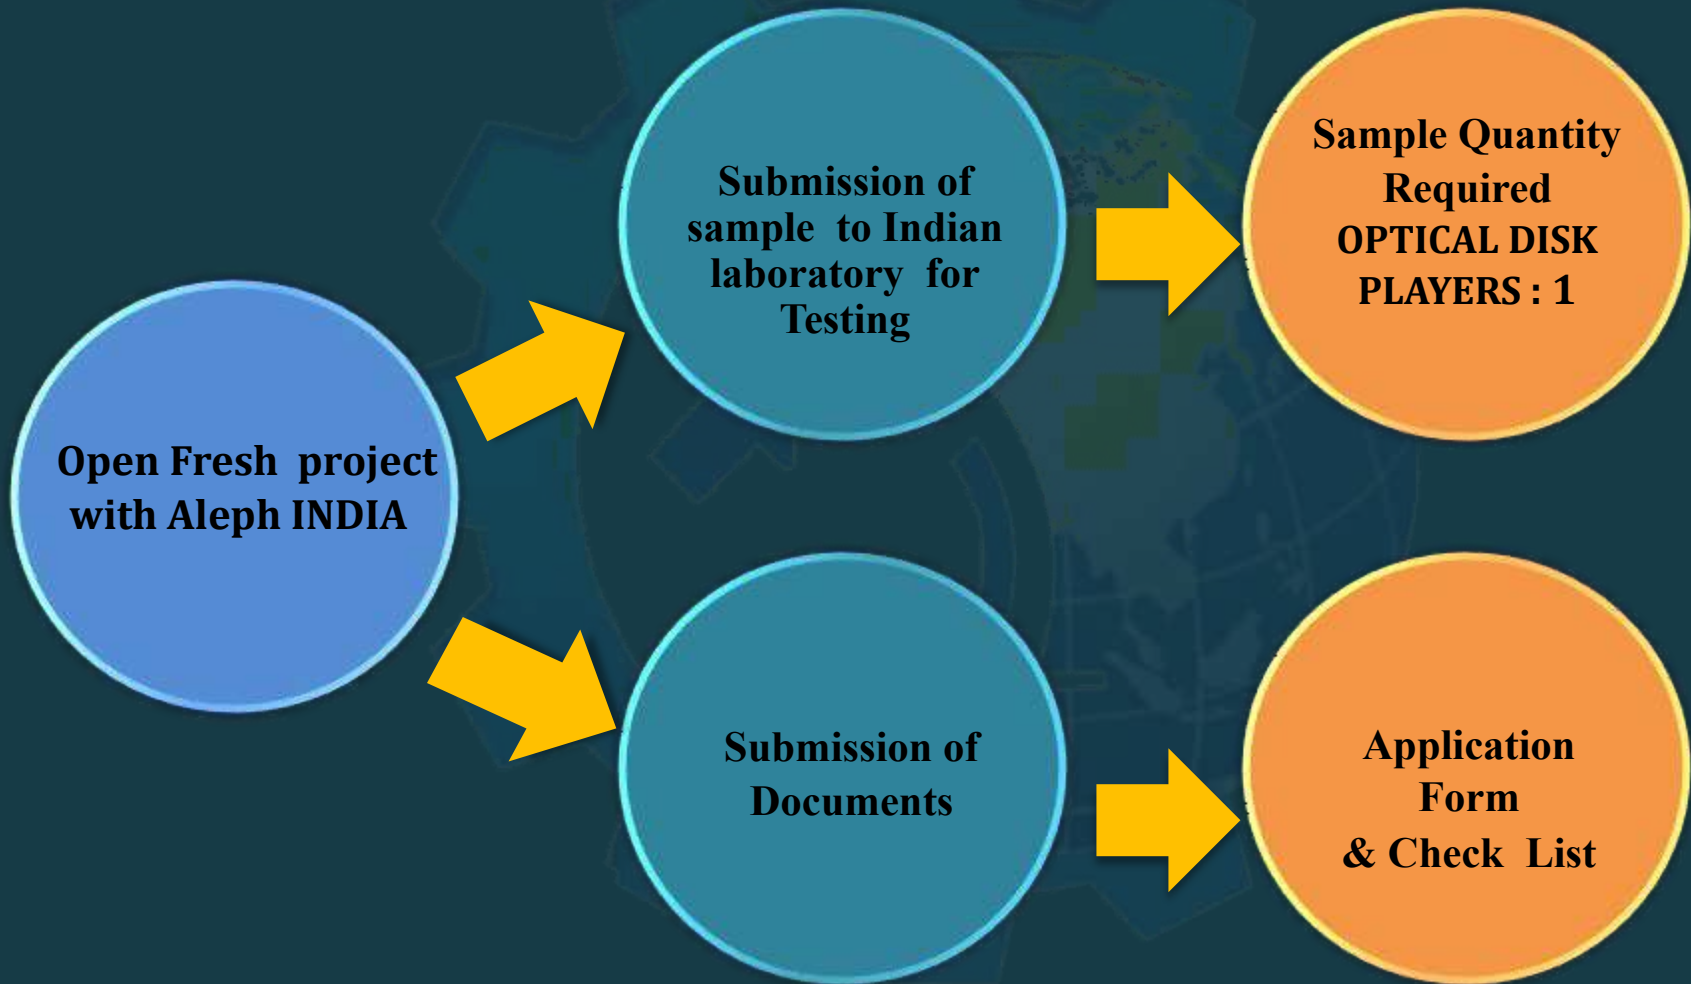 Open Fresh project
with Aleph INDIA
Submission of
sample to Indian
laboratory for
Testing
Sample Quantity
Required
OPTICAL DISK
PLAYERS : 1
Submission of
Documents
Application
Form
& Check List